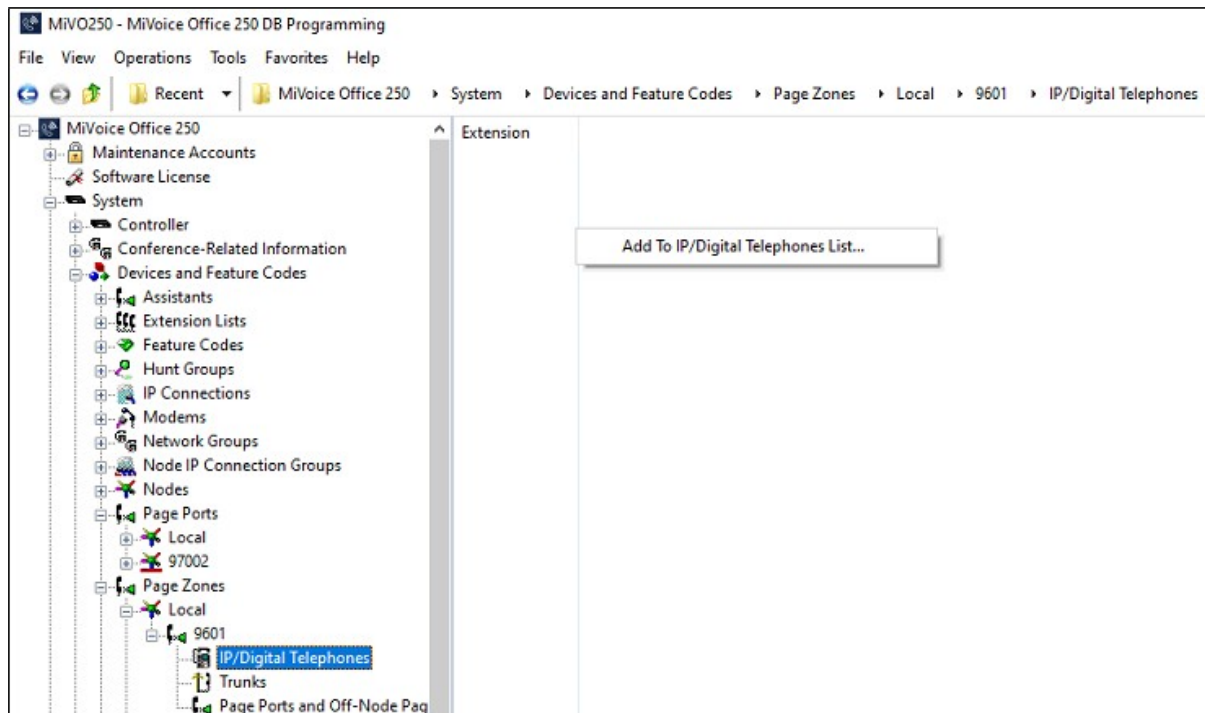 MiVO250 - MiVoice Office 250 DB Programming
File View Operations Tools Favorites Help
Recent MiVoice Office 250 System Devices and Feature Codes Page Zones Local 9601 IP/Digital Telephones
MiVoice Office 250
Maintenance Accounts
Software License
System
Controller
Conference-Related Information
Devices and Feature Codes
Assistants
Extension Lists
Feature Codes
Hunt Groups
IP Connections
Modems
Network Groups
Node IP Connection Groups
Nodes
Page Ports
Local
97002
Page Zones
Local
9601
IP/Digital Telephones
Trunks
Page Ports and Off-Node Pag
Extension
Add To IP/Digital Telephones List...